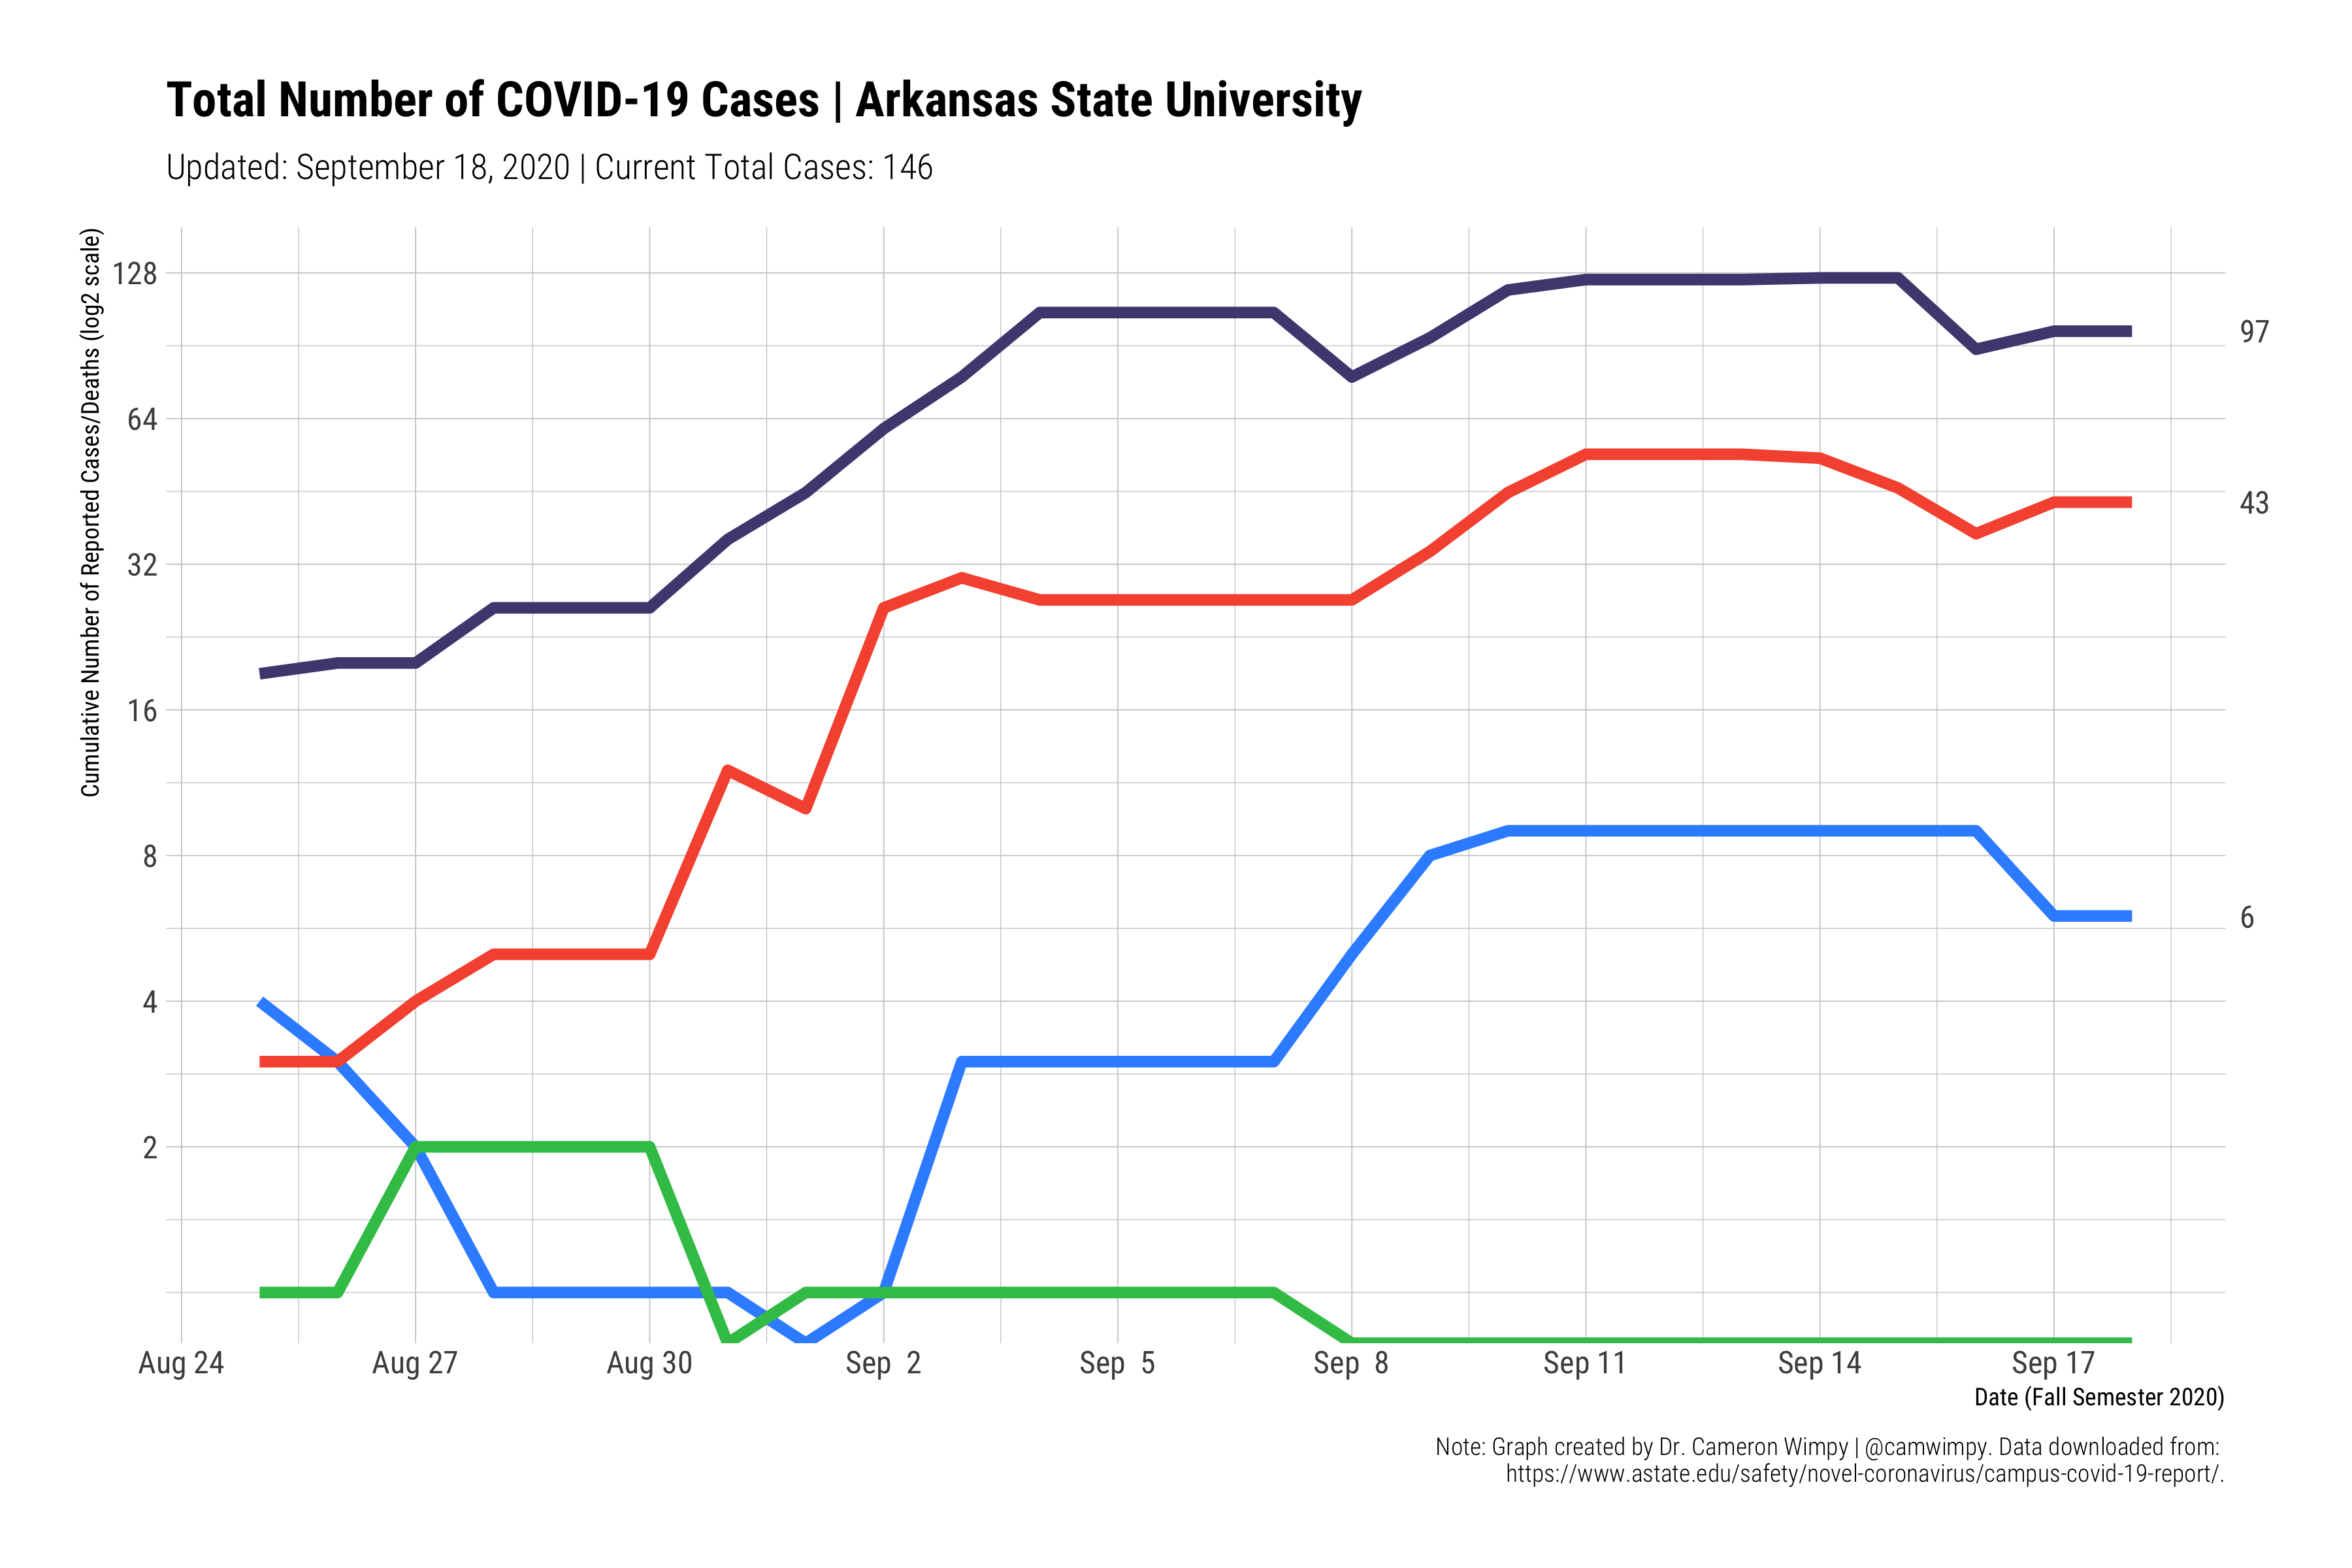 Total Number of COVID-19 Cases | Arkansas State University
Updated: September 18, 2020 | Current Total Cases: 146
Cumulative Number of Reported Cases/Deaths (log2 scale)
128
64
32
16
8
4
2
97
43
6
Aug 24 Aug 27 Aug 30 Sep 2 Sep 5 Sep 8 Sep 11 Sep 14 Sep 17
Date (Fall Semester 2020)
Note: Graph created by Dr. Cameron Wimpy | @camwimpy. Data downloaded from:
https://www.astate.edu/safety/novel-coronavirus/campus-covid-19-report/.